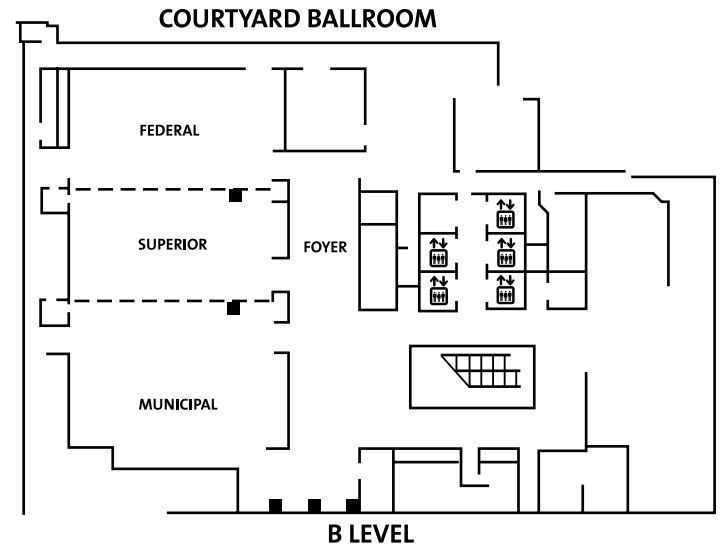 COURTYARD BALLROOM
FEDERAL
SUPERIOR
FOYER
MUNICIPAL
B LEVEL